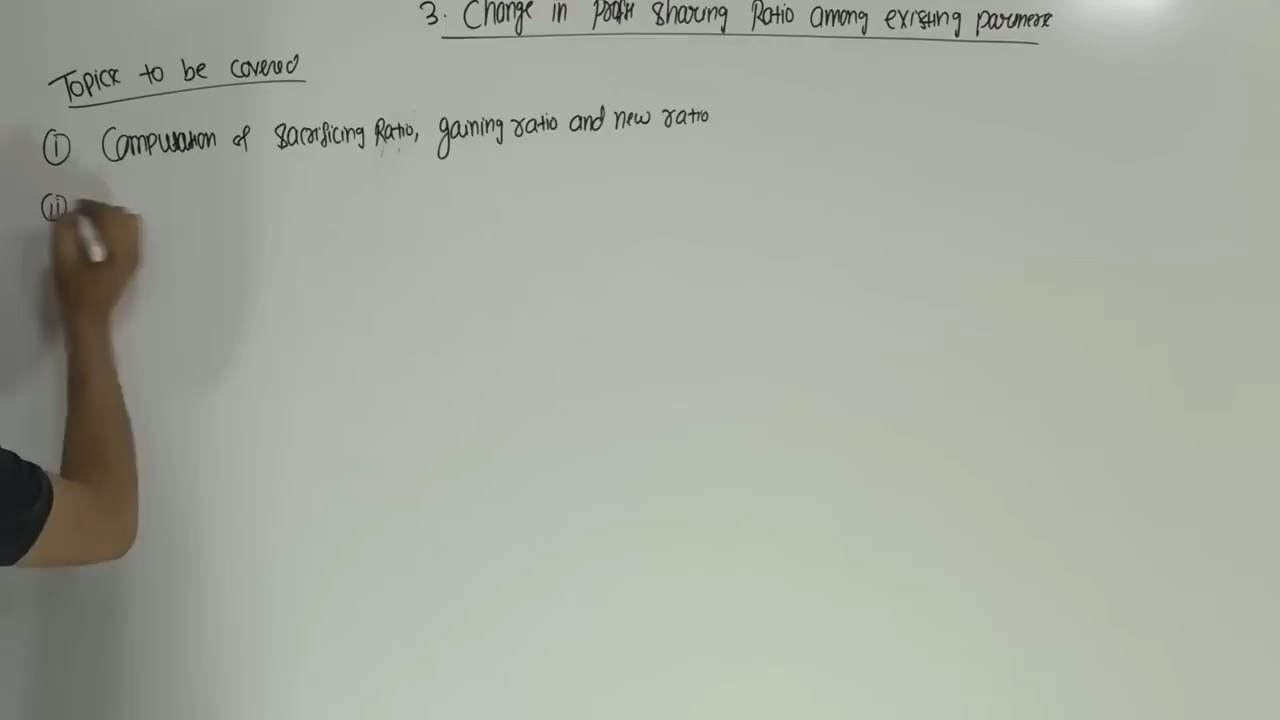 3. Change in Profit Sharing Ratio among existing partners
Topics to be covered
(i) Computation of Sacrificing Ratio, gaining ratio and new ratio
(ii)